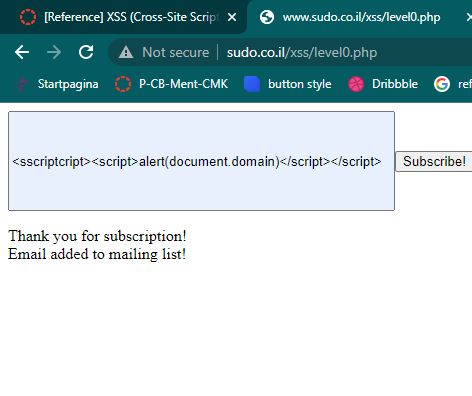 [Reference] XSS (Cross-Site Script
www.sudo.co.il/xss/level0.php
Not secure sudo.co.il/xss/level0.php
Startpagina P-CB-Ment-CMK button style Dribbble ref
<sscriptcript><script>alert(document.domain)</script></script> Subscribe!
Thank you for subscription!
Email added to mailing list!